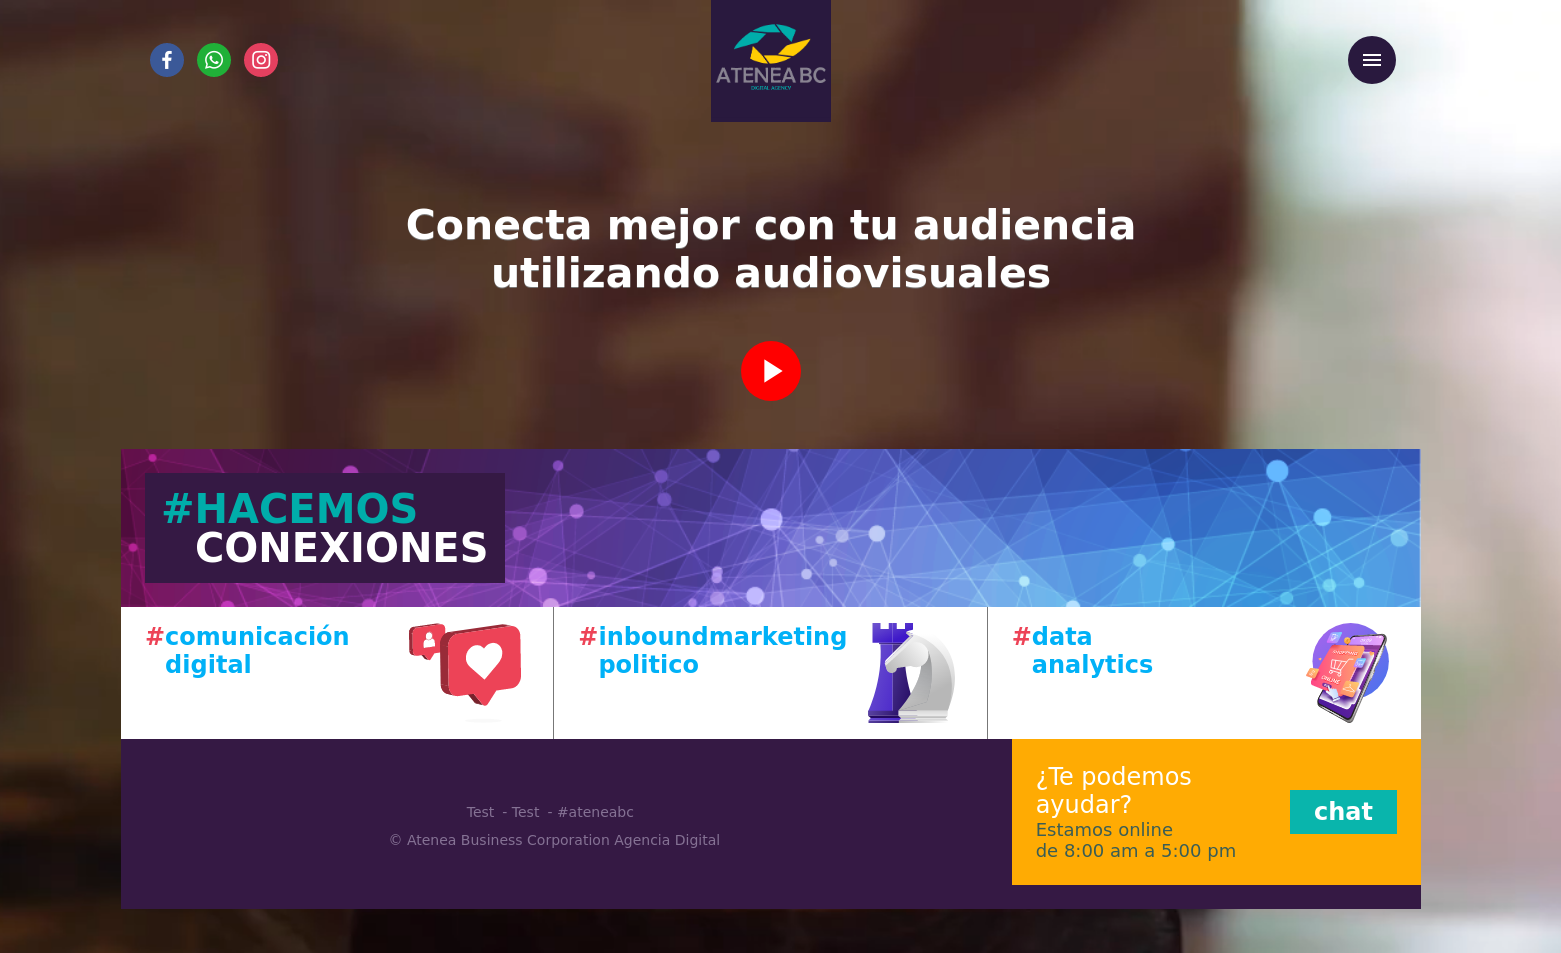 ATENEA BC
DIGITAL AGENCY
Conecta mejor con tu audiencia
utilizando audiovisuales
#HACEMOS
CONEXIONES
#comunicación
digital
#inboundmarketing
politico
#data
analytics
SHOPPING
ONLINE
¿Te podemos
ayudar?
Estamos online
de 8:00 am a 5:00 pm
chat
Test - Test - #ateneabc
© Atenea Business Corporation Agencia Digital